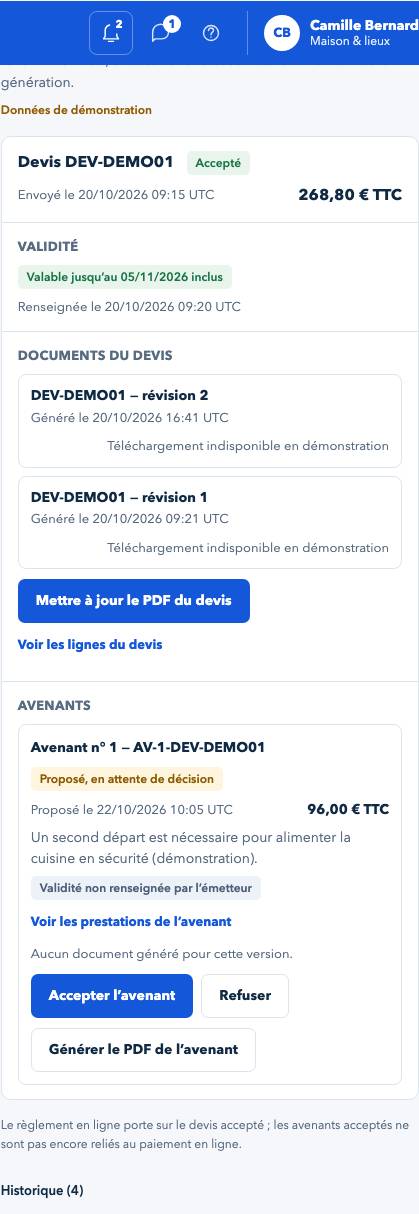 2
1
CB
Camille Bernard
Maison & lieux
génération.
Données de démonstration
Devis DEV-DEMO01
Accepté
Envoyé le 20/10/2026 09:15 UTC
268,80 € TTC
VALIDITÉ
Valable jusqu’au 05/11/2026 inclus
Renseignée le 20/10/2026 09:20 UTC
DOCUMENTS DU DEVIS
DEV-DEMO01 – révision 2
Généré le 20/10/2026 16:41 UTC
Téléchargement indisponible en démonstration
DEV-DEMO01 – révision 1
Généré le 20/10/2026 09:21 UTC
Téléchargement indisponible en démonstration
Mettre à jour le PDF du devis
Voir les lignes du devis
AVENANTS
Avenant n° 1 – AV-1-DEV-DEMO01
Proposé, en attente de décision
Proposé le 22/10/2026 10:05 UTC
96,00 € TTC
Un second départ est nécessaire pour alimenter la
cuisine en sécurité (démonstration).
Validité non renseignée par l’émetteur
Voir les prestations de l’avenant
Aucun document généré pour cette version.
Accepter l’avenant
Refuser
Générer le PDF de l’avenant
Le règlement en ligne porte sur le devis accepté ; les avenants acceptés ne
sont pas encore reliés au paiement en ligne.
Historique (4)